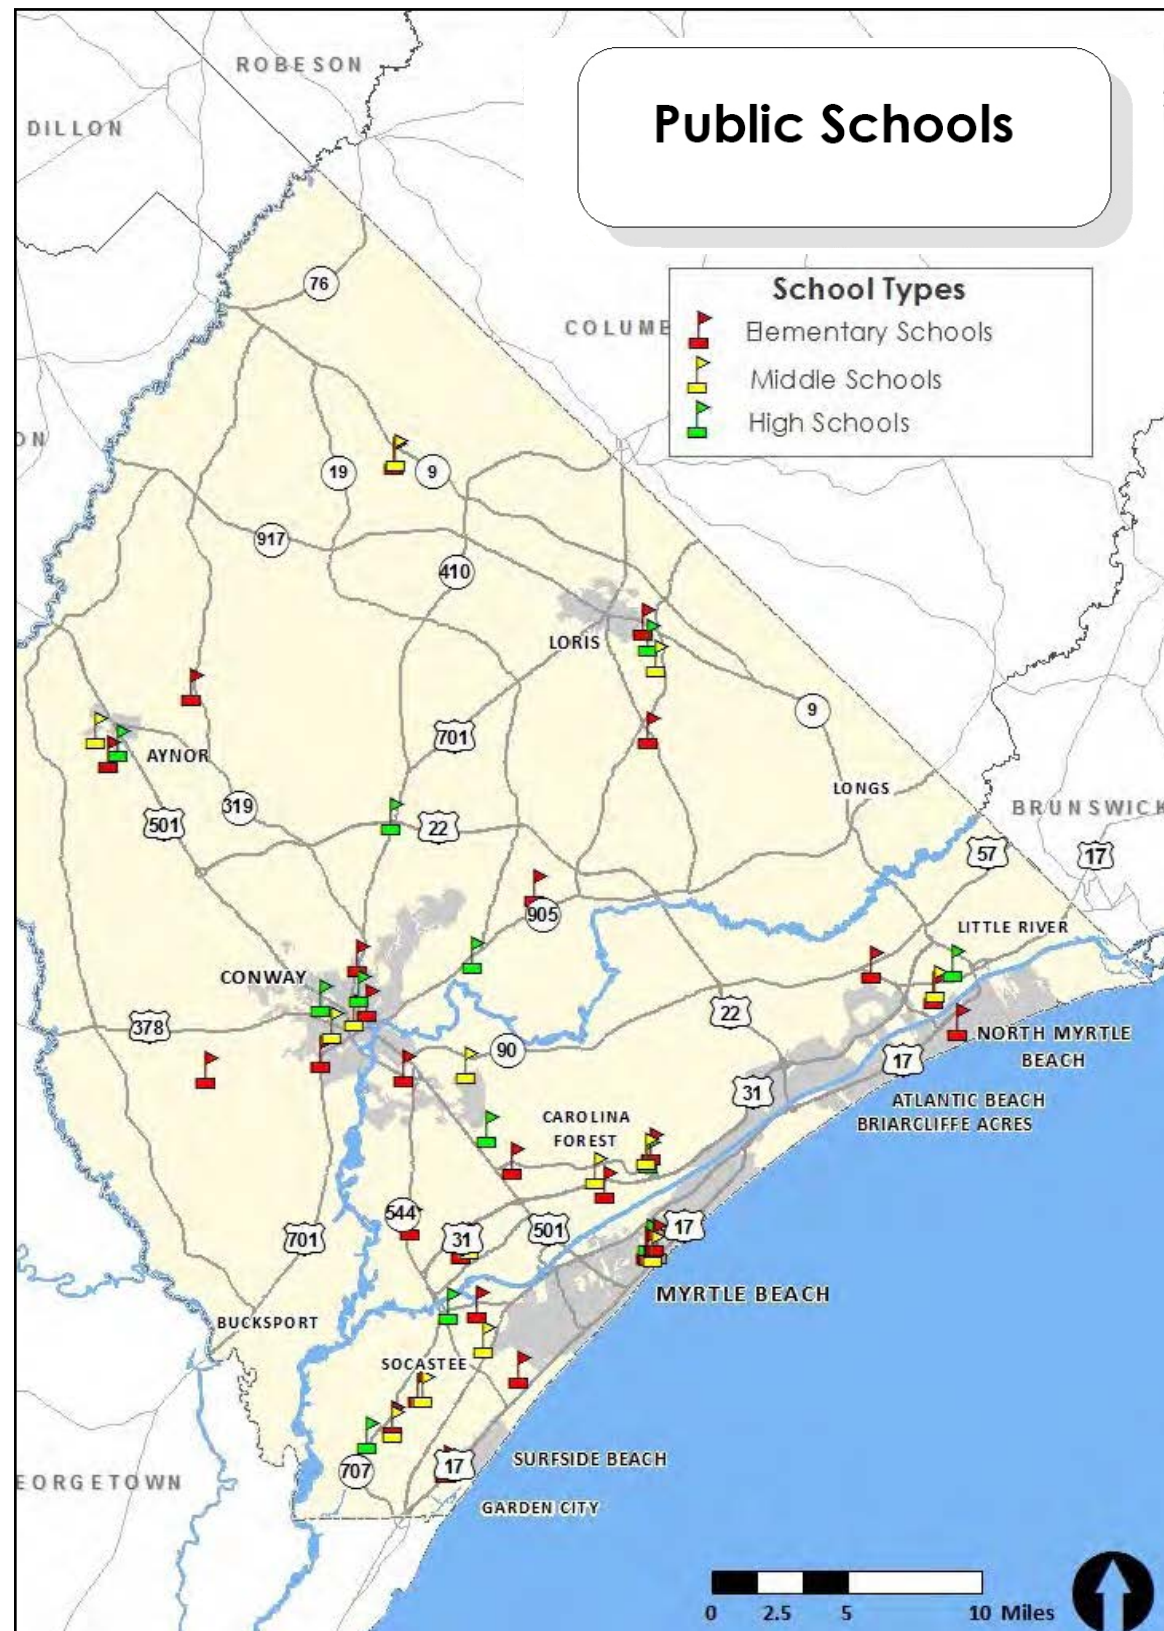 ROBESON
DILLON
Public Schools
76
School Types
COLUME
Elementary Schools
Middle Schools
High Schools
ON
19
9
917
410
LORIS
9
701
AYNOR
LONGS
319
BRUNSWICK
501
22
57
17
905
LITTLE RIVER
CONWAY
22
378
NORTH MYRTLE
BEACH
90
17
31
ATLANTIC BEACH
CAROLINA
FOREST
BRIARCLIFFE ACRES
544
17
501
701
31
MYRTLE BEACH
BUCKSPORT
SOCASTEE
SURFSIDE BEACH
17
707
EORGETOWN
GARDEN CITY
0 2.5 5 10 Miles